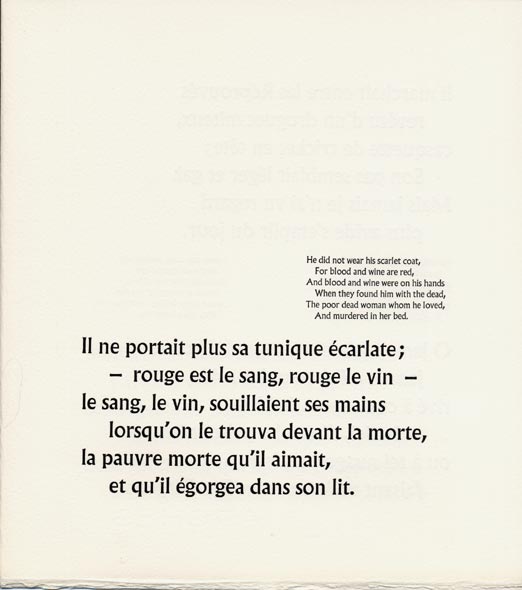 He did not wear his scarlet coat,
For blood and wine are red,
And blood and wine were on his hands
When they found him with the dead,
The poor dead woman whom he loved,
And murdered in her bed.
Il ne portait plus sa tunique écarlate ;
– rouge est le sang, rouge le vin –
le sang, le vin, souillaient ses mains
lorsqu'on le trouva devant la morte,
la pauvre morte qu'il aimait,
et qu'il égorgea dans son lit.